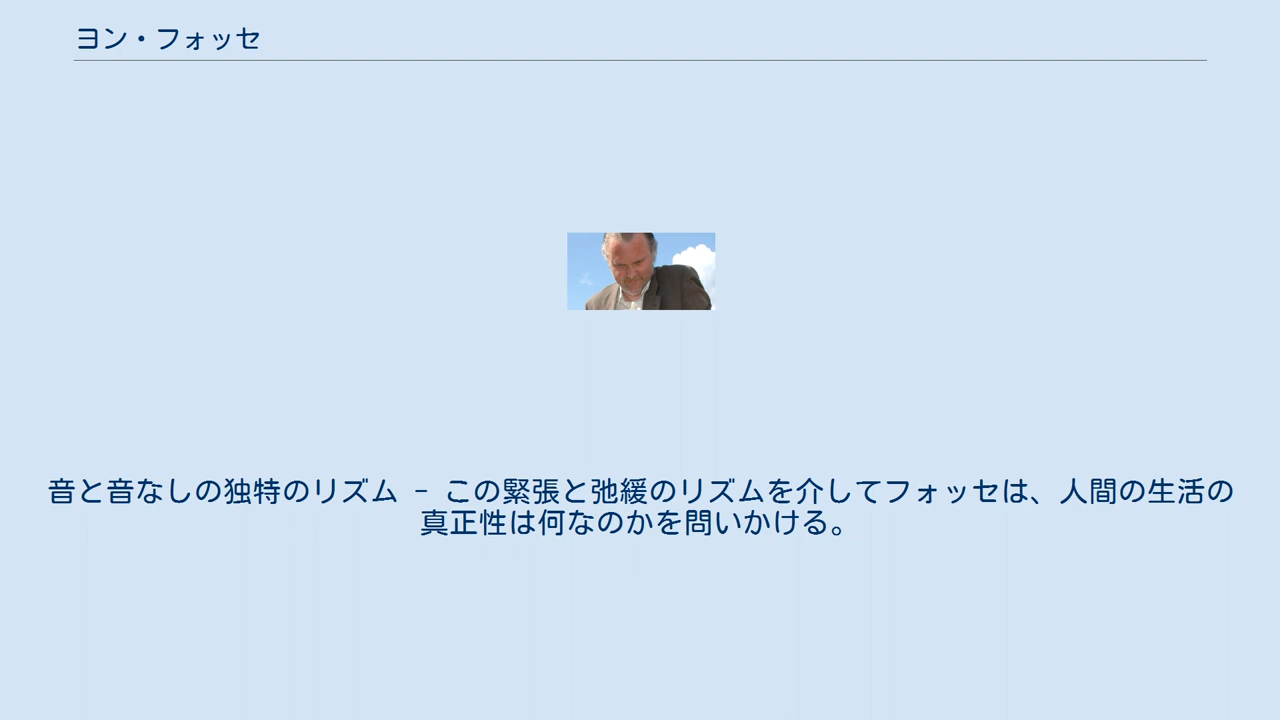 ヨン・フォッセ
音と音なしの独特のリズム － この緊張と弛緩のリズムを介してフォッセは、人間の生活の
真正性は何なのかを問いかける。